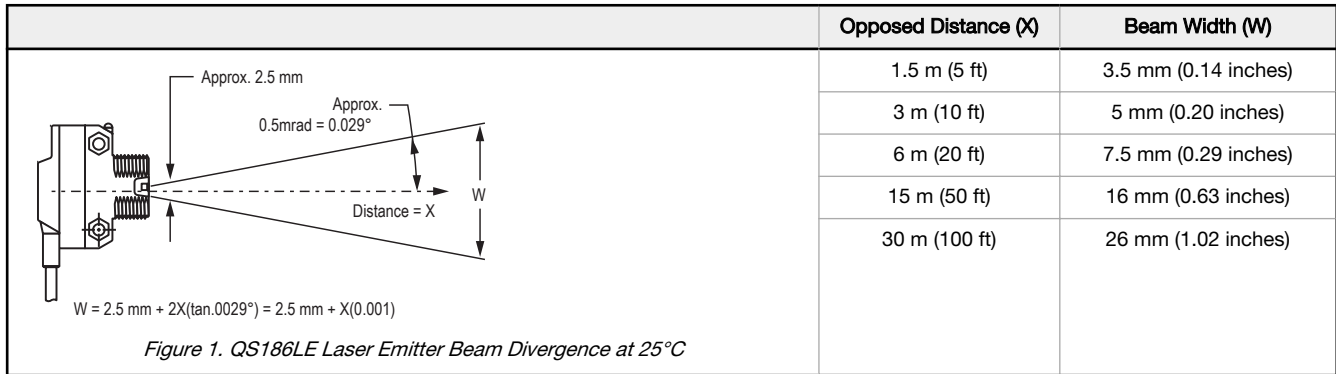 Opposed Distance (X) Beam Width (W)
Approx. 2.5 mm
Approx.
0.5mrad = 0.029°
W
Distance = X
W = 2.5 mm + 2X(tan.0029°) = 2.5 mm + X(0.001)
Figure 1. QS186LE Laser Emitter Beam Divergence at 25°C
1.5 m (5 ft) 3.5 mm (0.14 inches)
3 m (10 ft) 5 mm (0.20 inches)
6 m (20 ft) 7.5 mm (0.29 inches)
15 m (50 ft) 16 mm (0.63 inches)
30 m (100 ft) 26 mm (1.02 inches)